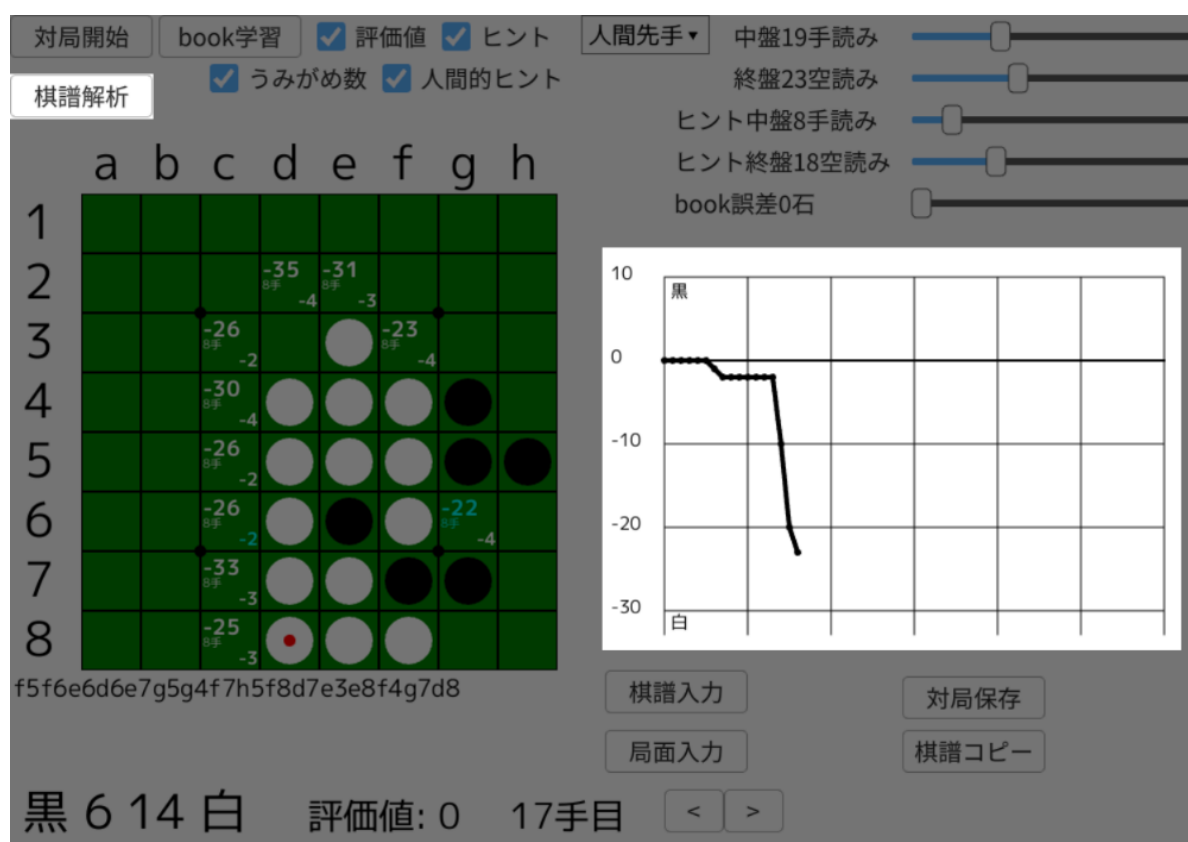 対局開始 book学習 評価値 ヒント 人間先手▾ 中盤19手読み
うみがめ数 人間的ヒント 終盤23空読み
棋譜解析
ヒント中盤8手読み
ヒント終盤18空読み
book誤差0石
a b c d e f g h
1
2 -35 8手 -4 -31 8手 -3
3 -26 8手 -2 -23 8手 -4
4 -30 8手 -4
5 -26 8手 -2
6 -26 8手 -2 -22 8手 -4
7 -33 8手 -3
8 -25 8手 -3
10
黒
0
-10
-20
-30
白
f5f6e6d6e7g5g4f7h5f8d7e3e8f4g7d8
棋譜入力 対局保存
局面入力 棋譜コピー
黒 6 14 白 評価値: 0 17手目 < >